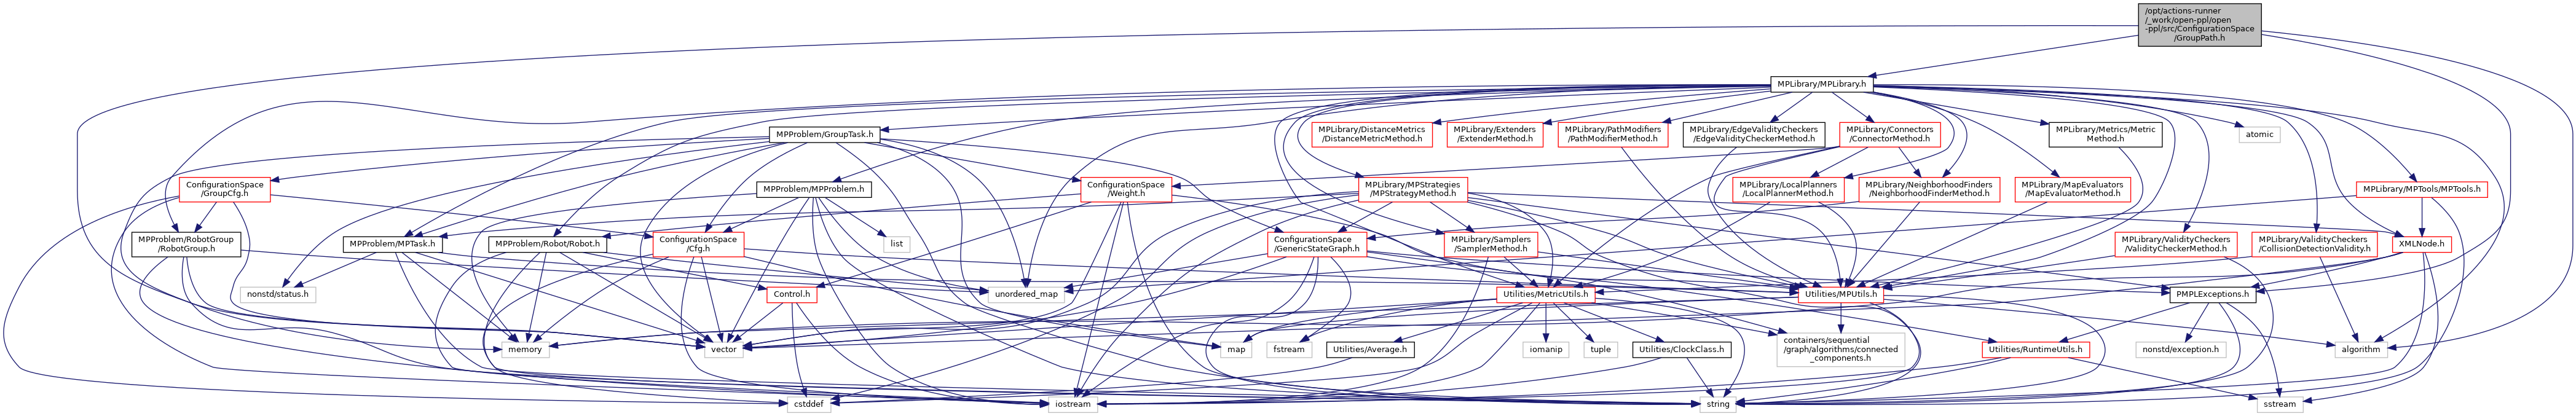 /opt/actions-runner
/_work/open-ppl/open
-ppl/src/ConfigurationSpace
/GroupPath.h
MPLibrary/MPLibrary.h
MPProblem/GroupTask.h
MPLibrary/DistanceMetrics
/DistanceMetricMethod.h
MPLibrary/Extenders
/ExtenderMethod.h
MPLibrary/PathModifiers
/PathModifierMethod.h
MPLibrary/EdgeValidityCheckers
/EdgeValidityCheckerMethod.h
MPLibrary/Connectors
/ConnectorMethod.h
MPLibrary/Metrics/Metric
Method.h
atomic
ConfigurationSpace
/GroupCfg.h
MPProblem/MPProblem.h
ConfigurationSpace
/Weight.h
MPLibrary/MPStrategies
/MPStrategyMethod.h
MPLibrary/LocalPlanners
/LocalPlannerMethod.h
MPLibrary/NeighborhoodFinders
/NeighborhoodFinderMethod.h
MPLibrary/MapEvaluators
/MapEvaluatorMethod.h
MPLibrary/MPTools/MPTools.h
MPProblem/RobotGroup
/RobotGroup.h
MPProblem/MPTask.h
MPProblem/Robot/Robot.h
ConfigurationSpace
/Cfg.h
list
ConfigurationSpace
/GenericStateGraph.h
MPLibrary/Samplers
/SamplerMethod.h
MPLibrary/ValidityCheckers
/ValidityCheckerMethod.h
MPLibrary/ValidityCheckers
/CollisionDetectionValidity.h
XMLNode.h
nonstd/status.h
Control.h
unordered_map
Utilities/MetricUtils.h
Utilities/MPUtils.h
PMPLExceptions.h
memory
vector
map
fstream
Utilities/Average.h
iomanip
tuple
Utilities/ClockClass.h
containers/sequential
/graph/algorithms/connected
_components.h
Utilities/RuntimeUtils.h
nonstd/exception.h
algorithm
cstddef
iostream
string
sstream